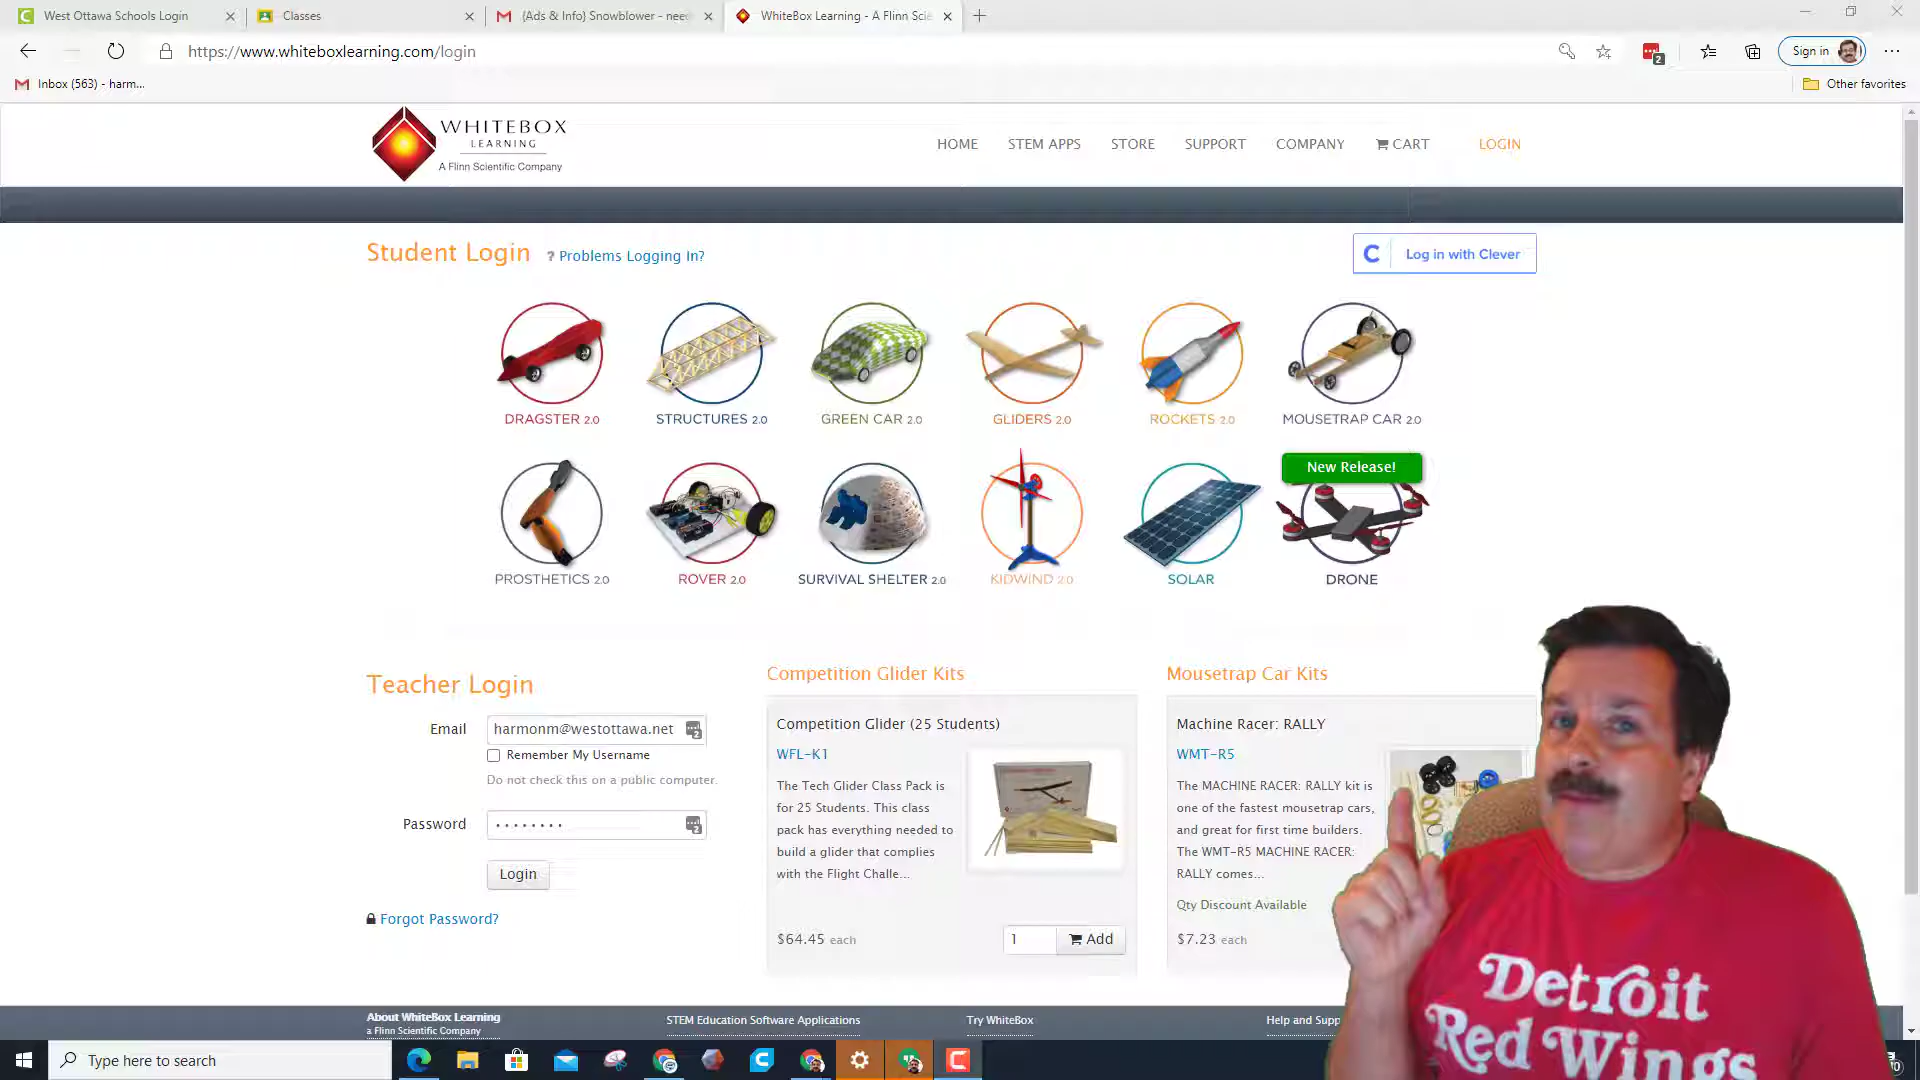 West Ottawa Schools Login
Classes
(Ads & Info) Snowblower - nee
WhiteBox Learning - A Flinn Scie
https://www.whiteboxlearning.com/login
2
Sign in
Inbox (563) - harm...
Other favorites
WHITEBOX
LEARNING
A Flinn Scientific Company
HOME STEM APPS STORE SUPPORT COMPANY CART LOGIN
Student Login ? Problems Logging In?
C Log in with Clever
DRAGSTER 2.0 STRUCTURES 2.0 GREEN CAR 2.0 GLIDERS 2.0 ROCKETS 2.0 MOUSETRAP CAR 2.0
New Release!
PROSTHETICS 2.0 ROVER 2.0 SURVIVAL SHELTER 2.0 KIDWIND 2.0 SOLAR DRONE
Teacher Login
Email harmonm@westottawa.net
Remember My Username
Do not check this on a public computer.
Password
Login
Forgot Password?
Competition Glider Kits
Competition Glider (25 Students)
WFL-K1
The Tech Glider Class Pack is
for 25 Students. This class
pack has everything needed to
build a glider that complies
with the Flight Challe...
$64.45 each
1 Add
Mousetrap Car Kits
Machine Racer: RALLY
WMT-R5
The MACHINE RACER: RALLY kit is
one of the fastest mousetrap cars,
and great for first time builders.
The WMT-R5 MACHINE RACER:
RALLY comes...
Qty Discount Available
$7.23 each
Detroit
Red Wings
About WhiteBox Learning
a Flinn Scientific Company
STEM Education Software Applications
Try WhiteBox
Help and Supp
Type here to search